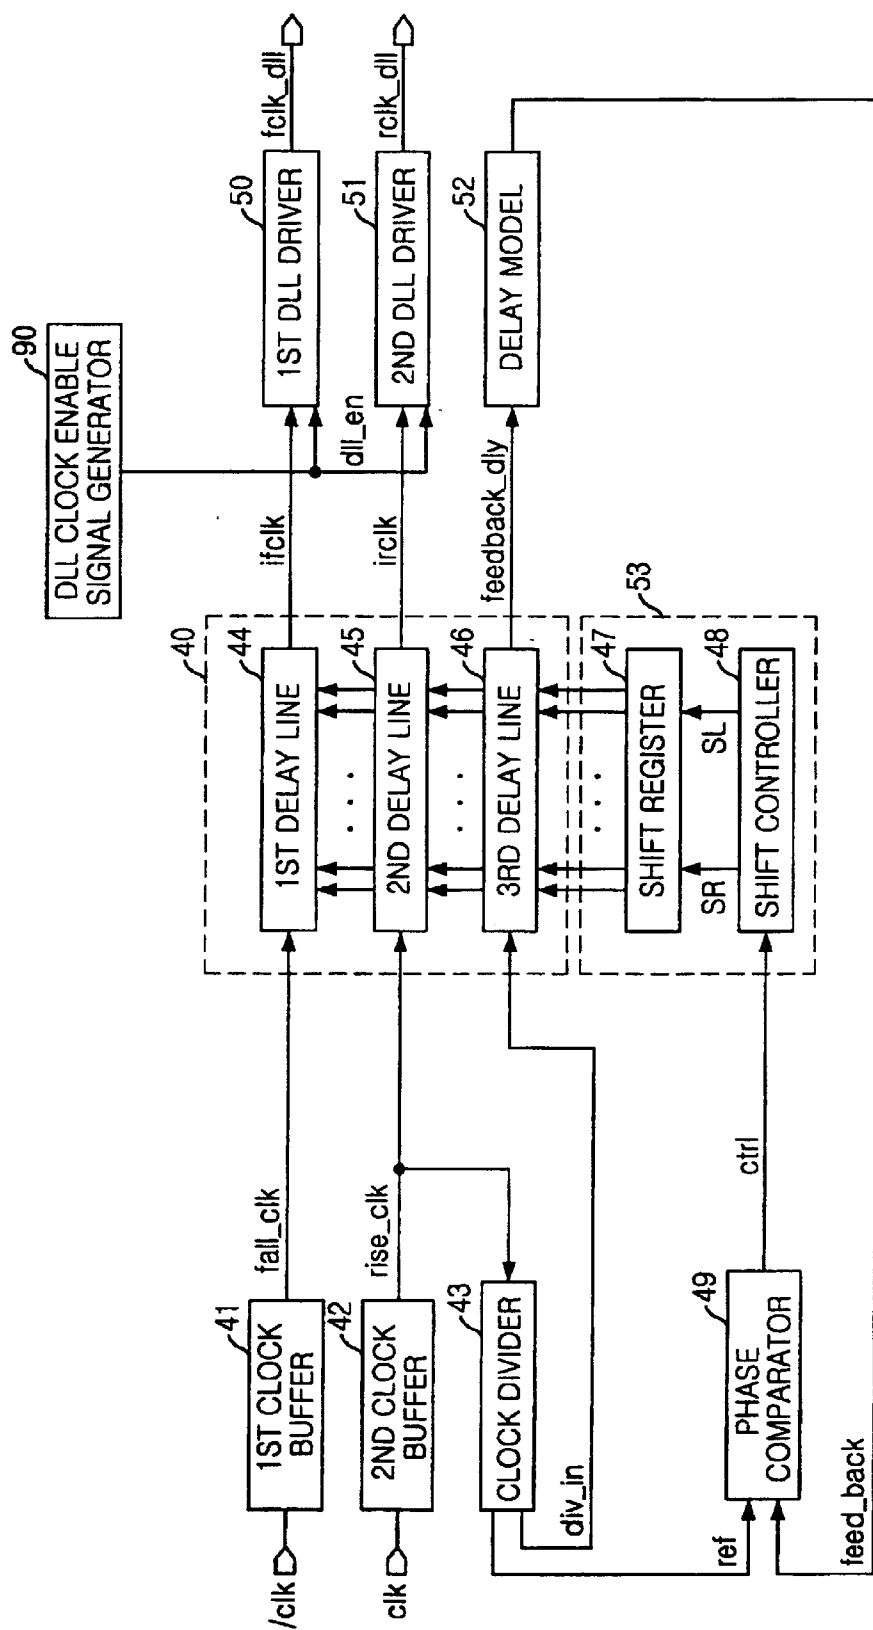 DLL CLOCK ENABLE
SIGNAL GENERATOR
90
/clk
1ST CLOCK
BUFFER
41
fall_clk
40
1ST DELAY LINE
44
ifclk
1ST DLL DRIVER
50
fclk_dll
dll_en
clk
2ND CLOCK
BUFFER
42
rise_clk
. . . .
2ND DELAY LINE
45
irclk
2ND DLL DRIVER
51
rclk_dll
CLOCK DIVIDER
43
div_in
. . . .
3RD DELAY LINE
46
feedback_dly
DELAY MODEL
52
. . . .
SHIFT REGISTER
47
53
SR
SL
SHIFT CONTROLLER
48
ref
PHASE
COMPARATOR
49
ctrl
feed_back